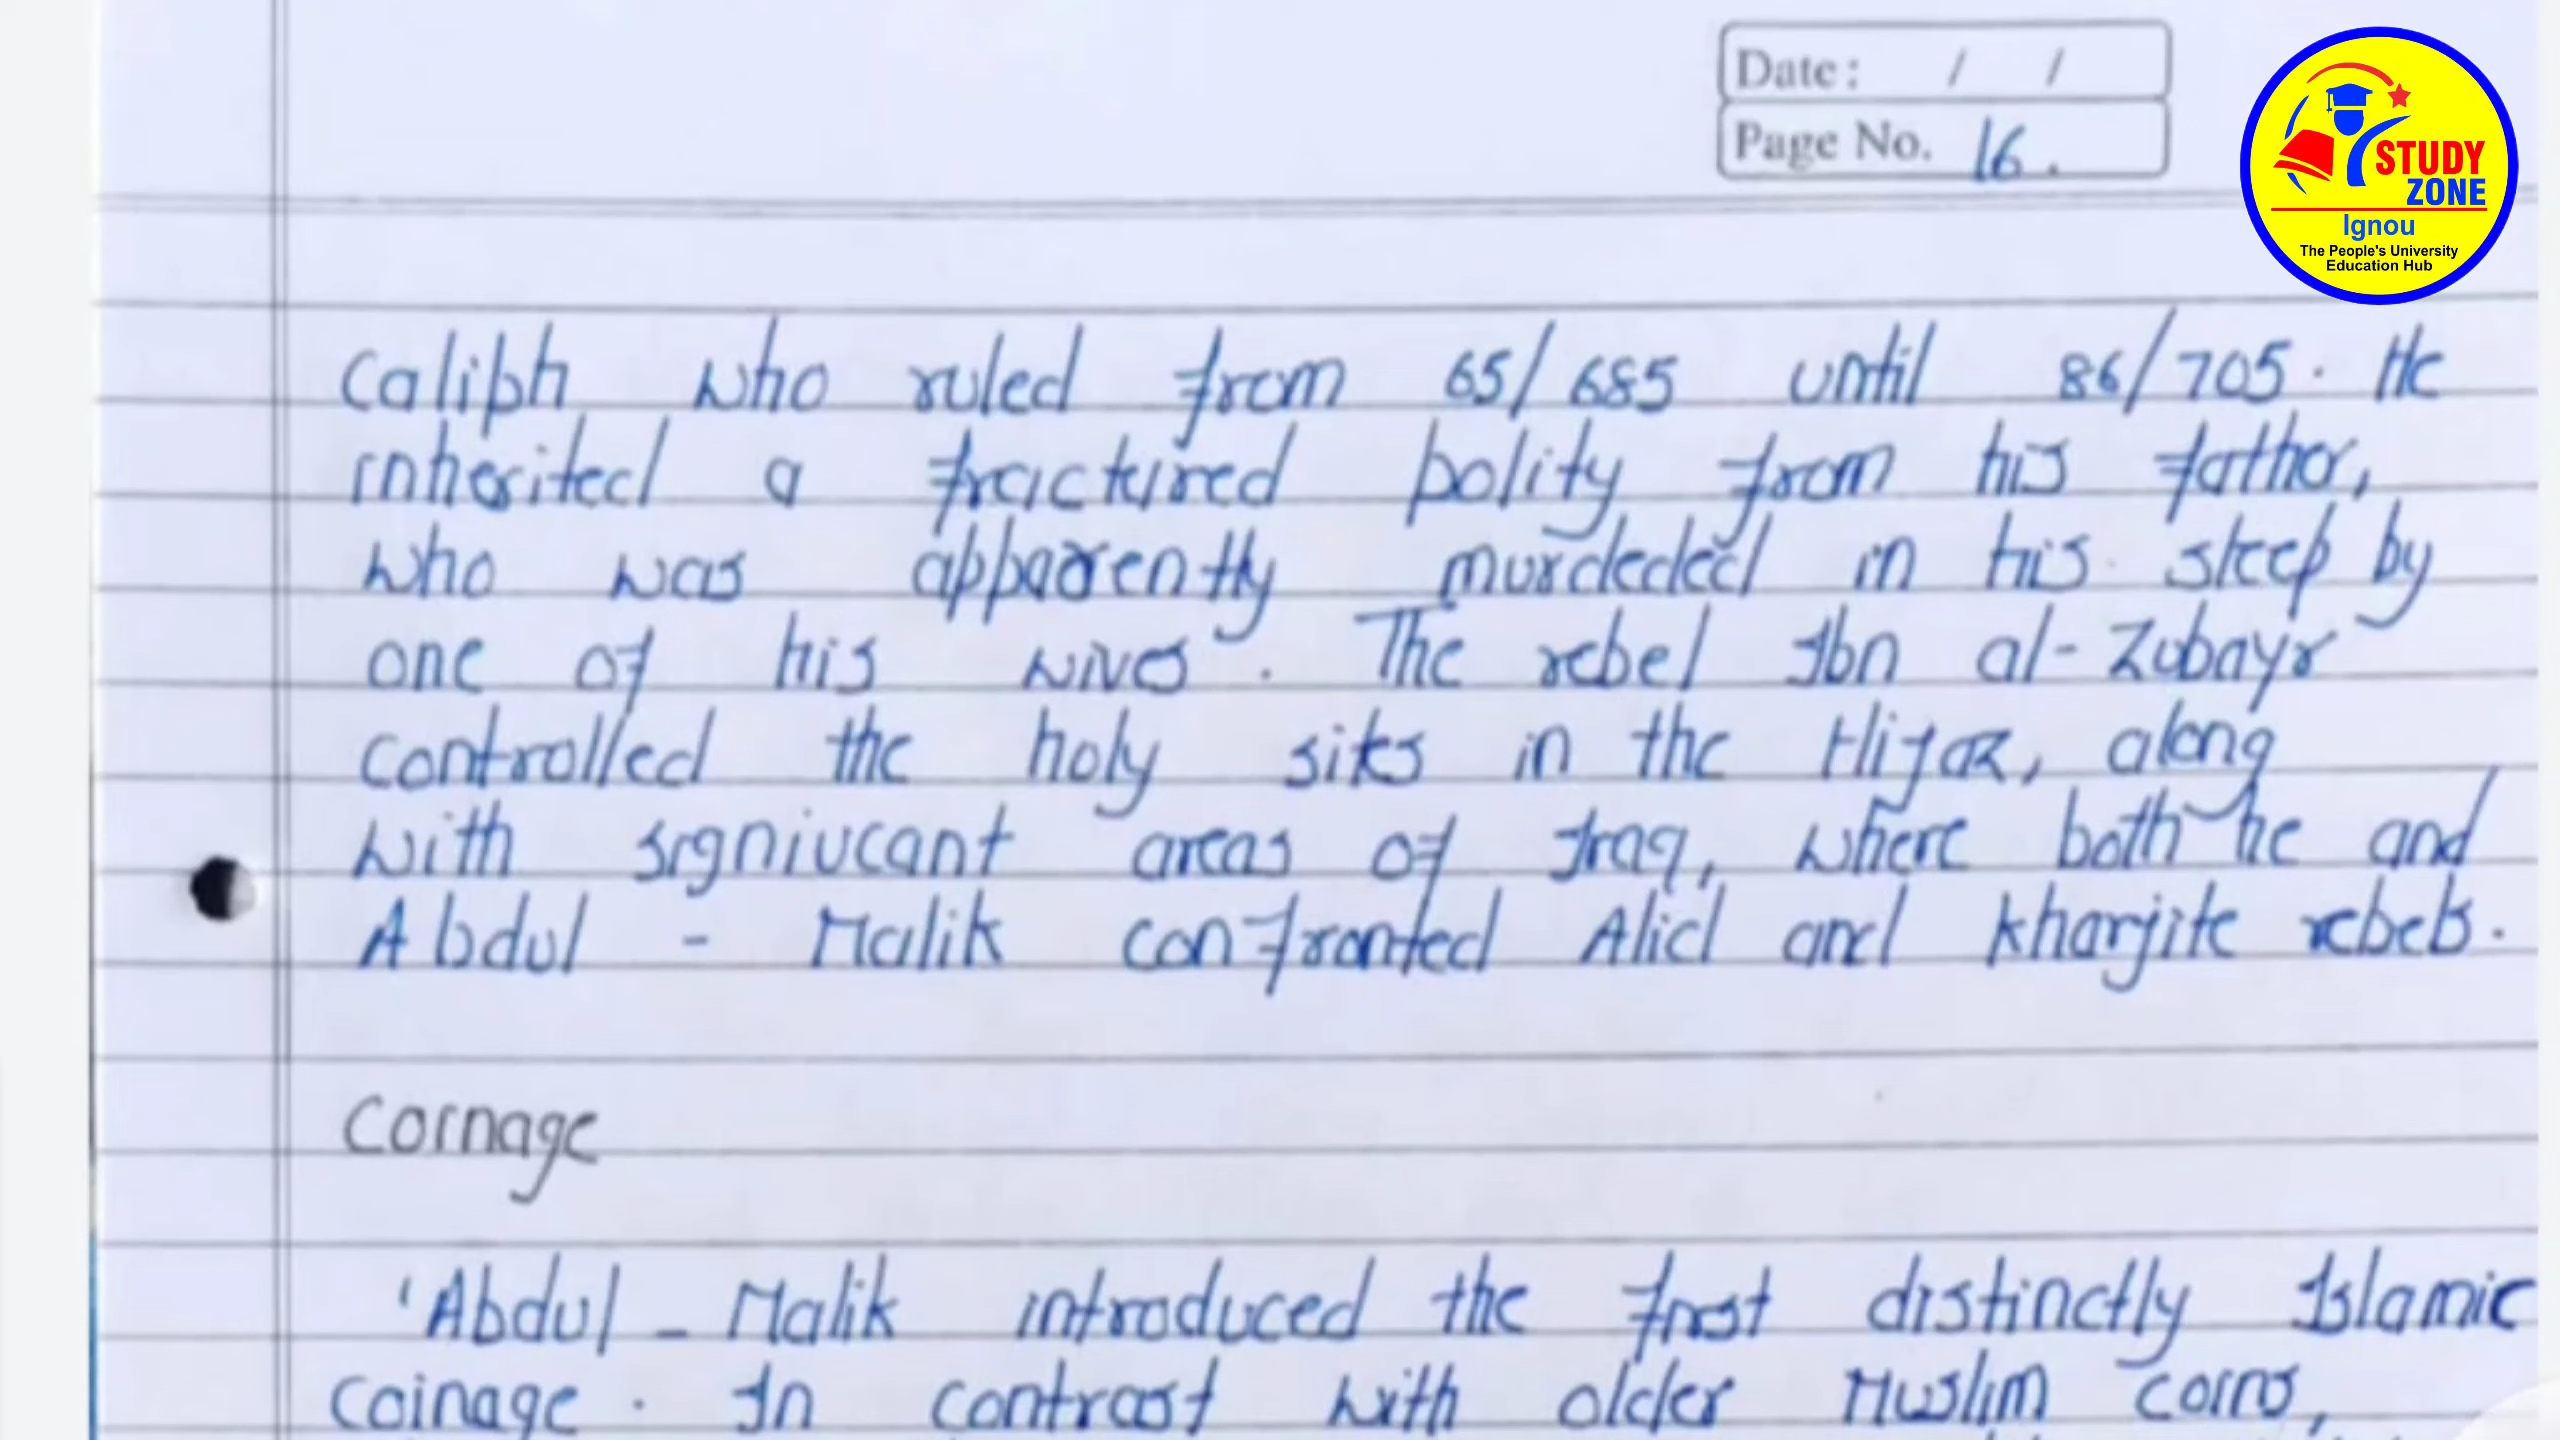 Date: / /
Page No. 16.
STUDY
ZONE
Ignou
The People's University
Education Hub
Caliph who ruled from 65/685 until 86/705. He
inherited a fractured polity from his father,
who was apparently murdeded in his sleep by
one of his wives. The rebel Ibn al-Zubayr
controlled the holy sites in the Hijaz, along
with signiucant areas of Iraq, where both he and
Abdul - Malik confronted Alid and Kharjite rebels.
Coinage
'Abdul - Malik introduced the first distinctly Islamic
Coinage. In contrast with older Muslim coins,